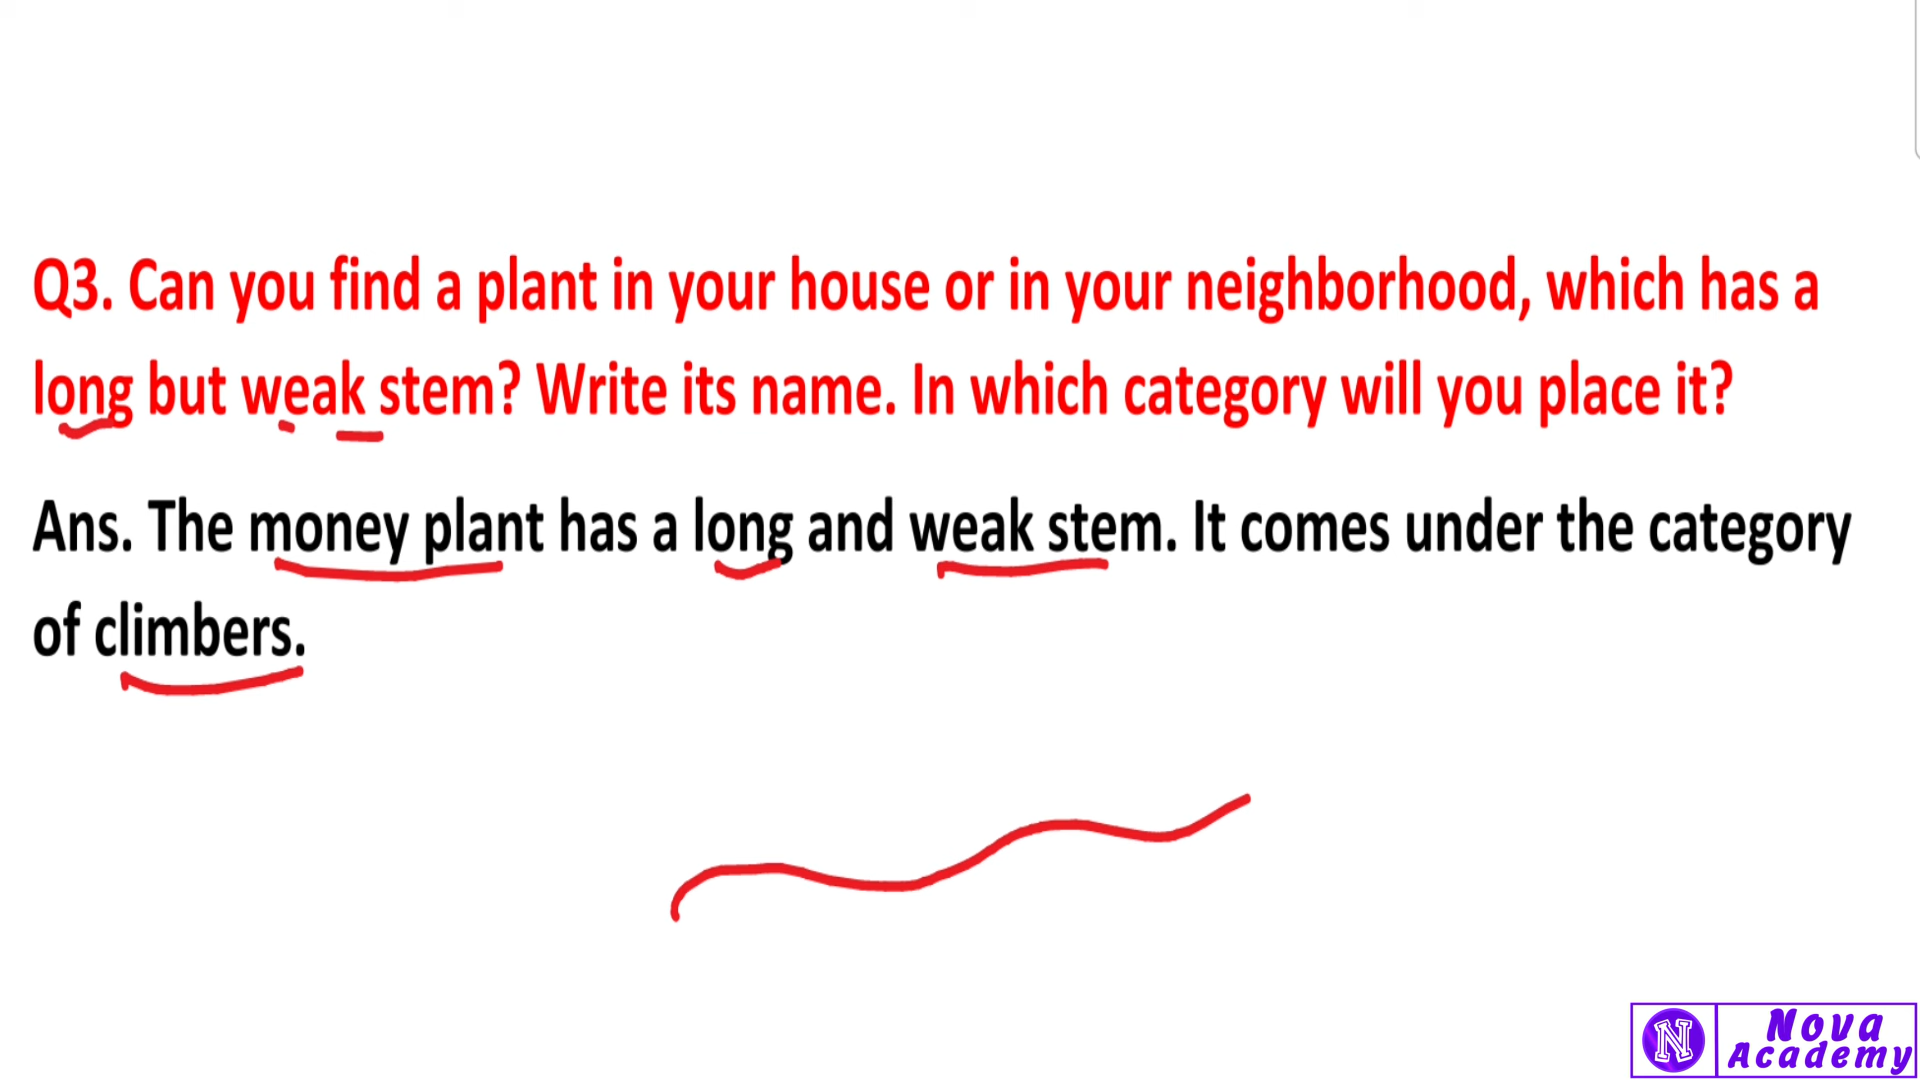 Q3. Can you find a plant in your house or in your neighborhood, which has a
long but weak stem? Write its name. In which category will you place it?
Ans. The money plant has a long and weak stem. It comes under the category
of climbers.
N
Nova
Academy